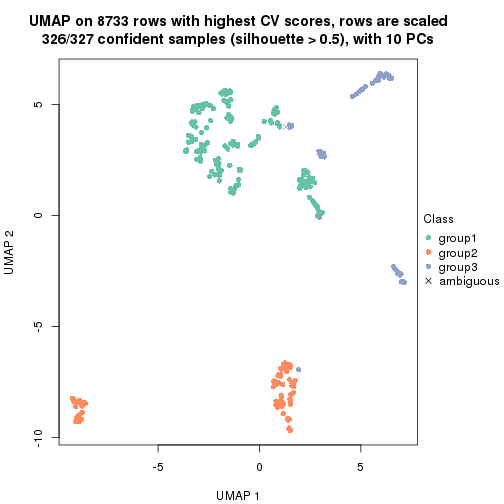 UMAP on 8733 rows with highest CV scores, rows are scaled
326/327 confident samples (silhouette > 0.5), with 10 PCs
5
0
-5
-10
UMAP 2
-5
0
5
UMAP 1
Class
group1
group2
group3
ambiguous